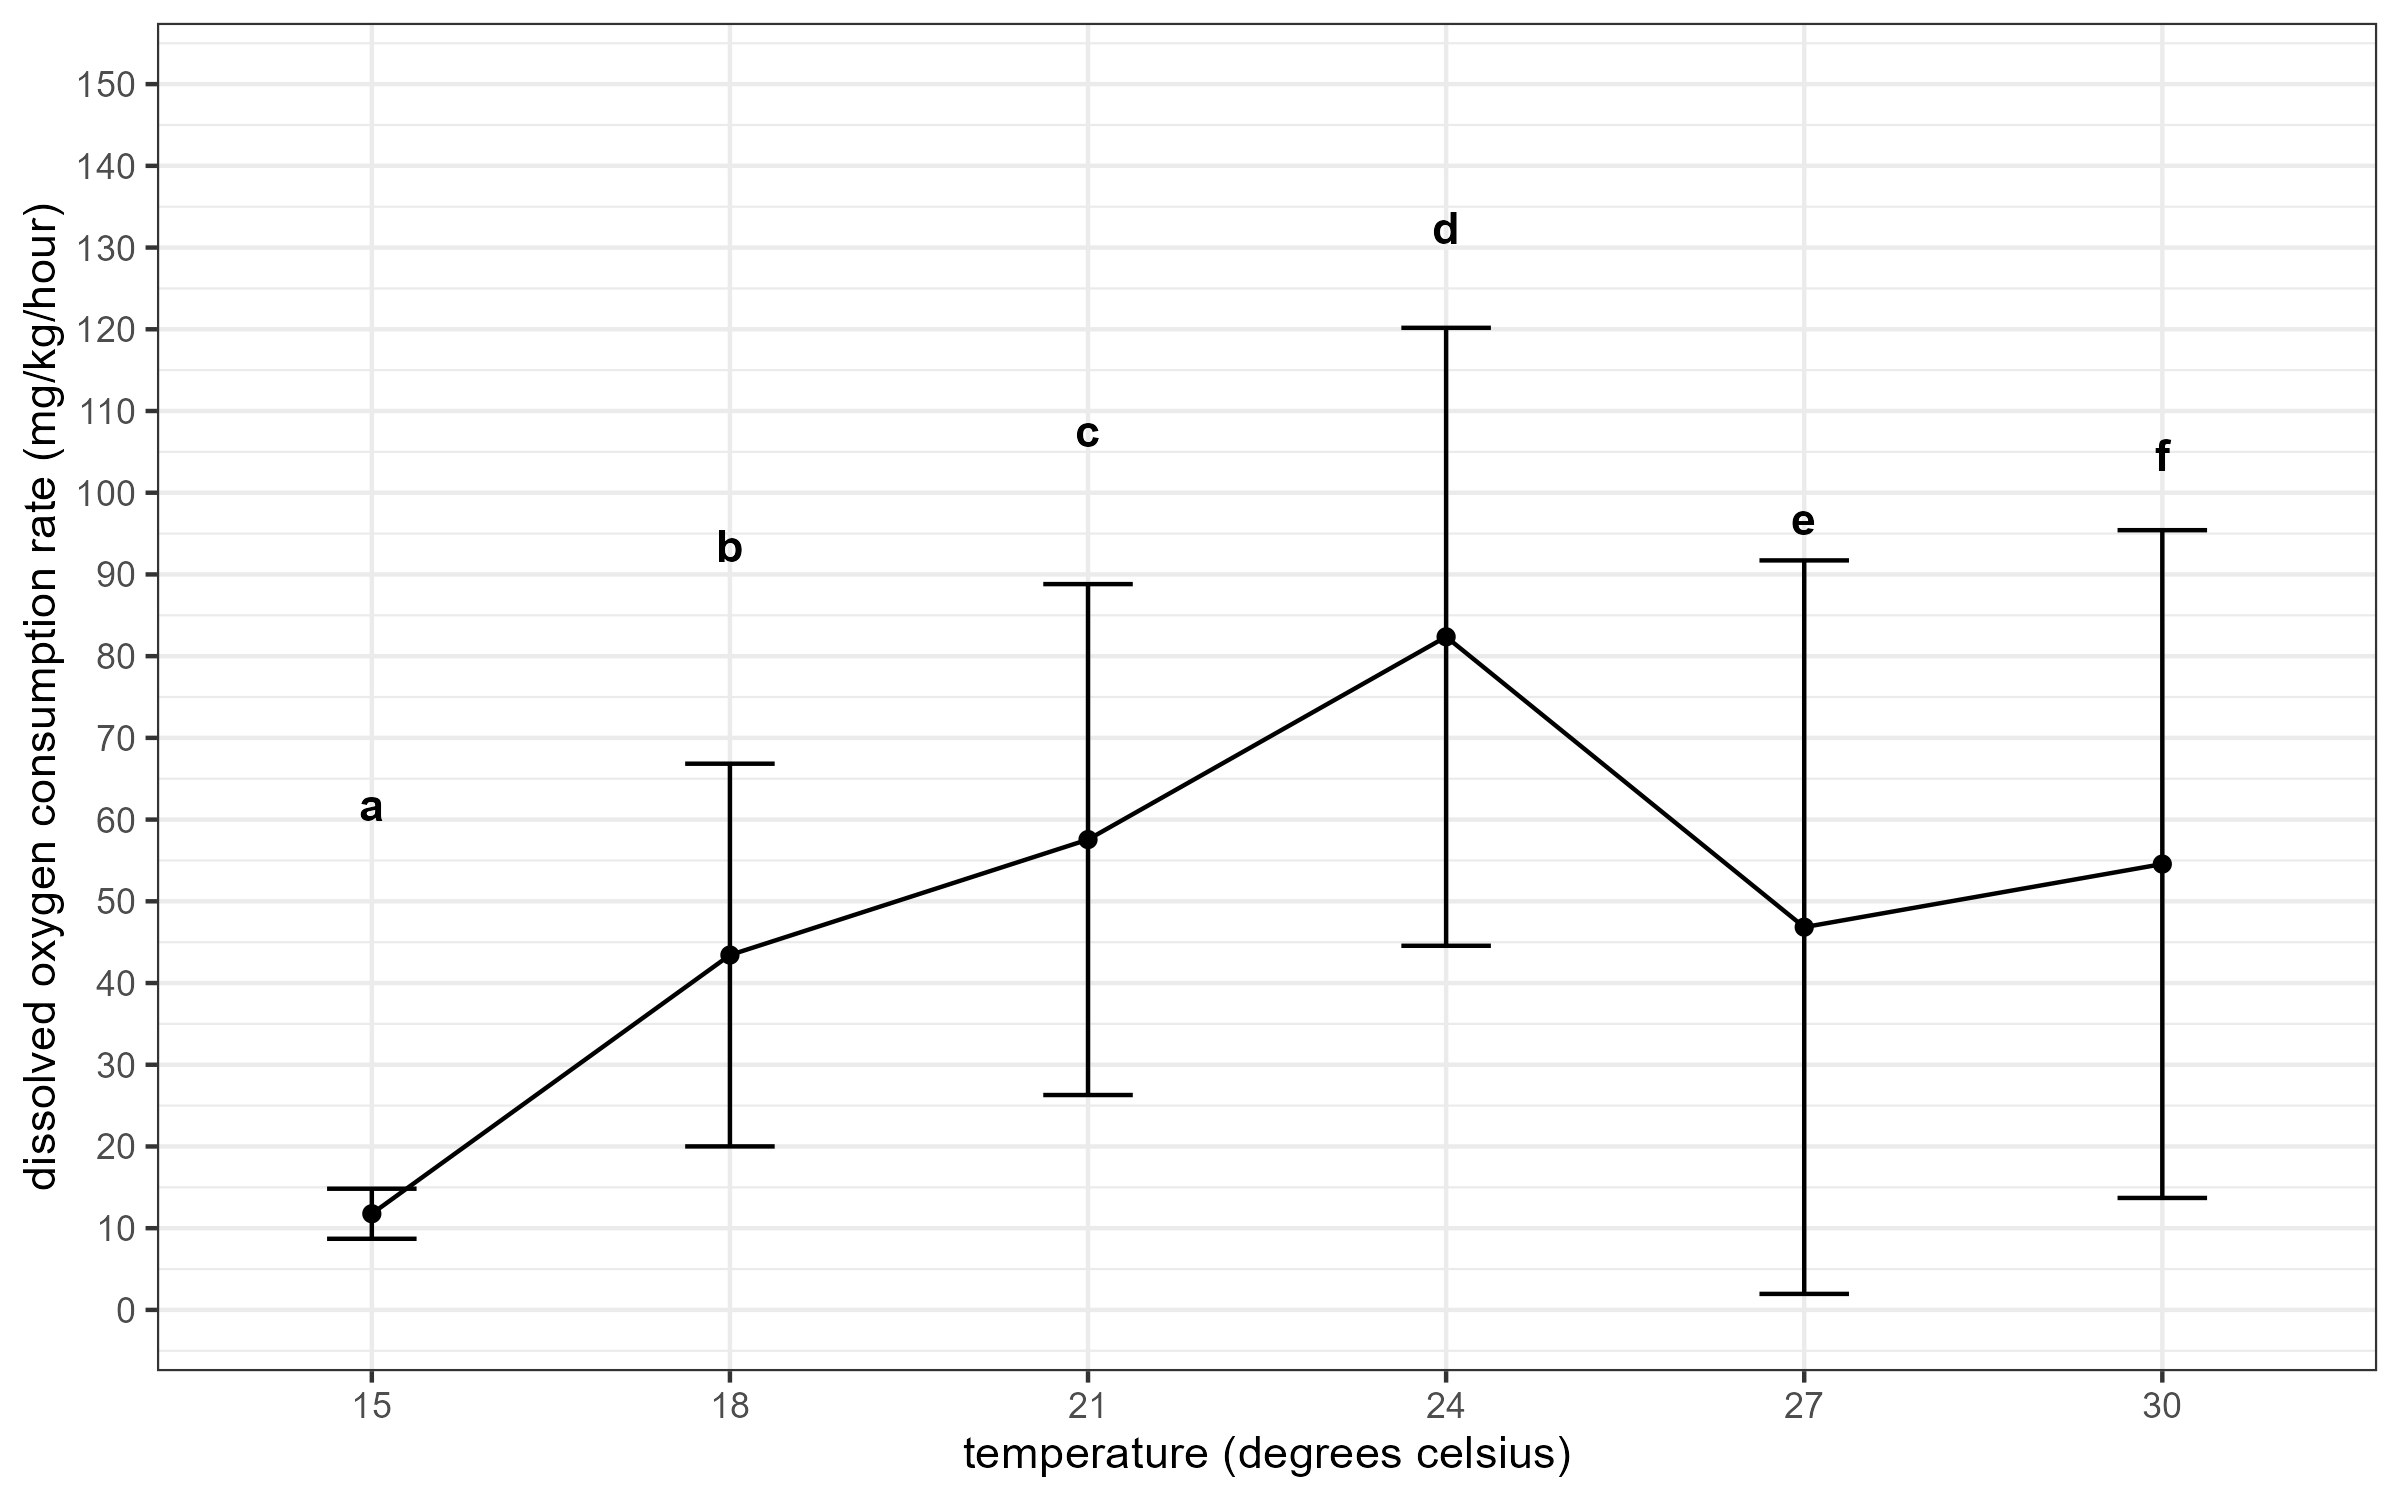 dissolved oxygen consumption rate (mg/kg/hour)
150
140
130
120
110
100
90
80
70
60
50
40
30
20
10
0
a
b
c
d
e
f
15 18 21 24 27 30
temperature (degrees celsius)